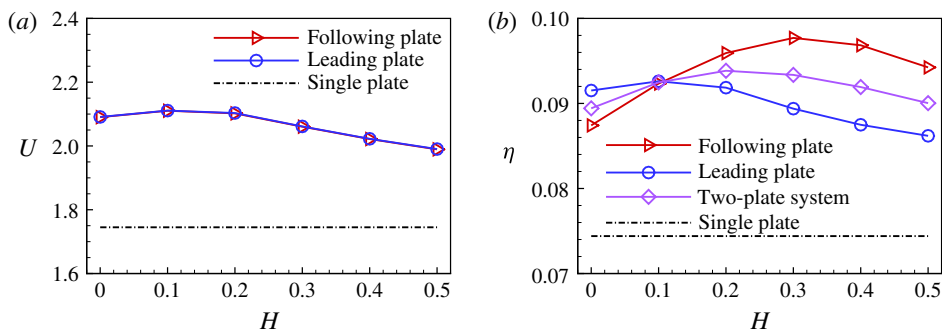 (a)
2.4
2.2
2.0
1.8
1.6
U
Following plate
Leading plate
Single plate
0 0.1 0.2 0.3 0.4 0.5
H
(b)
0.10
0.09
0.08
0.07
η
Following plate
Leading plate
Two-plate system
Single plate
0 0.1 0.2 0.3 0.4 0.5
H